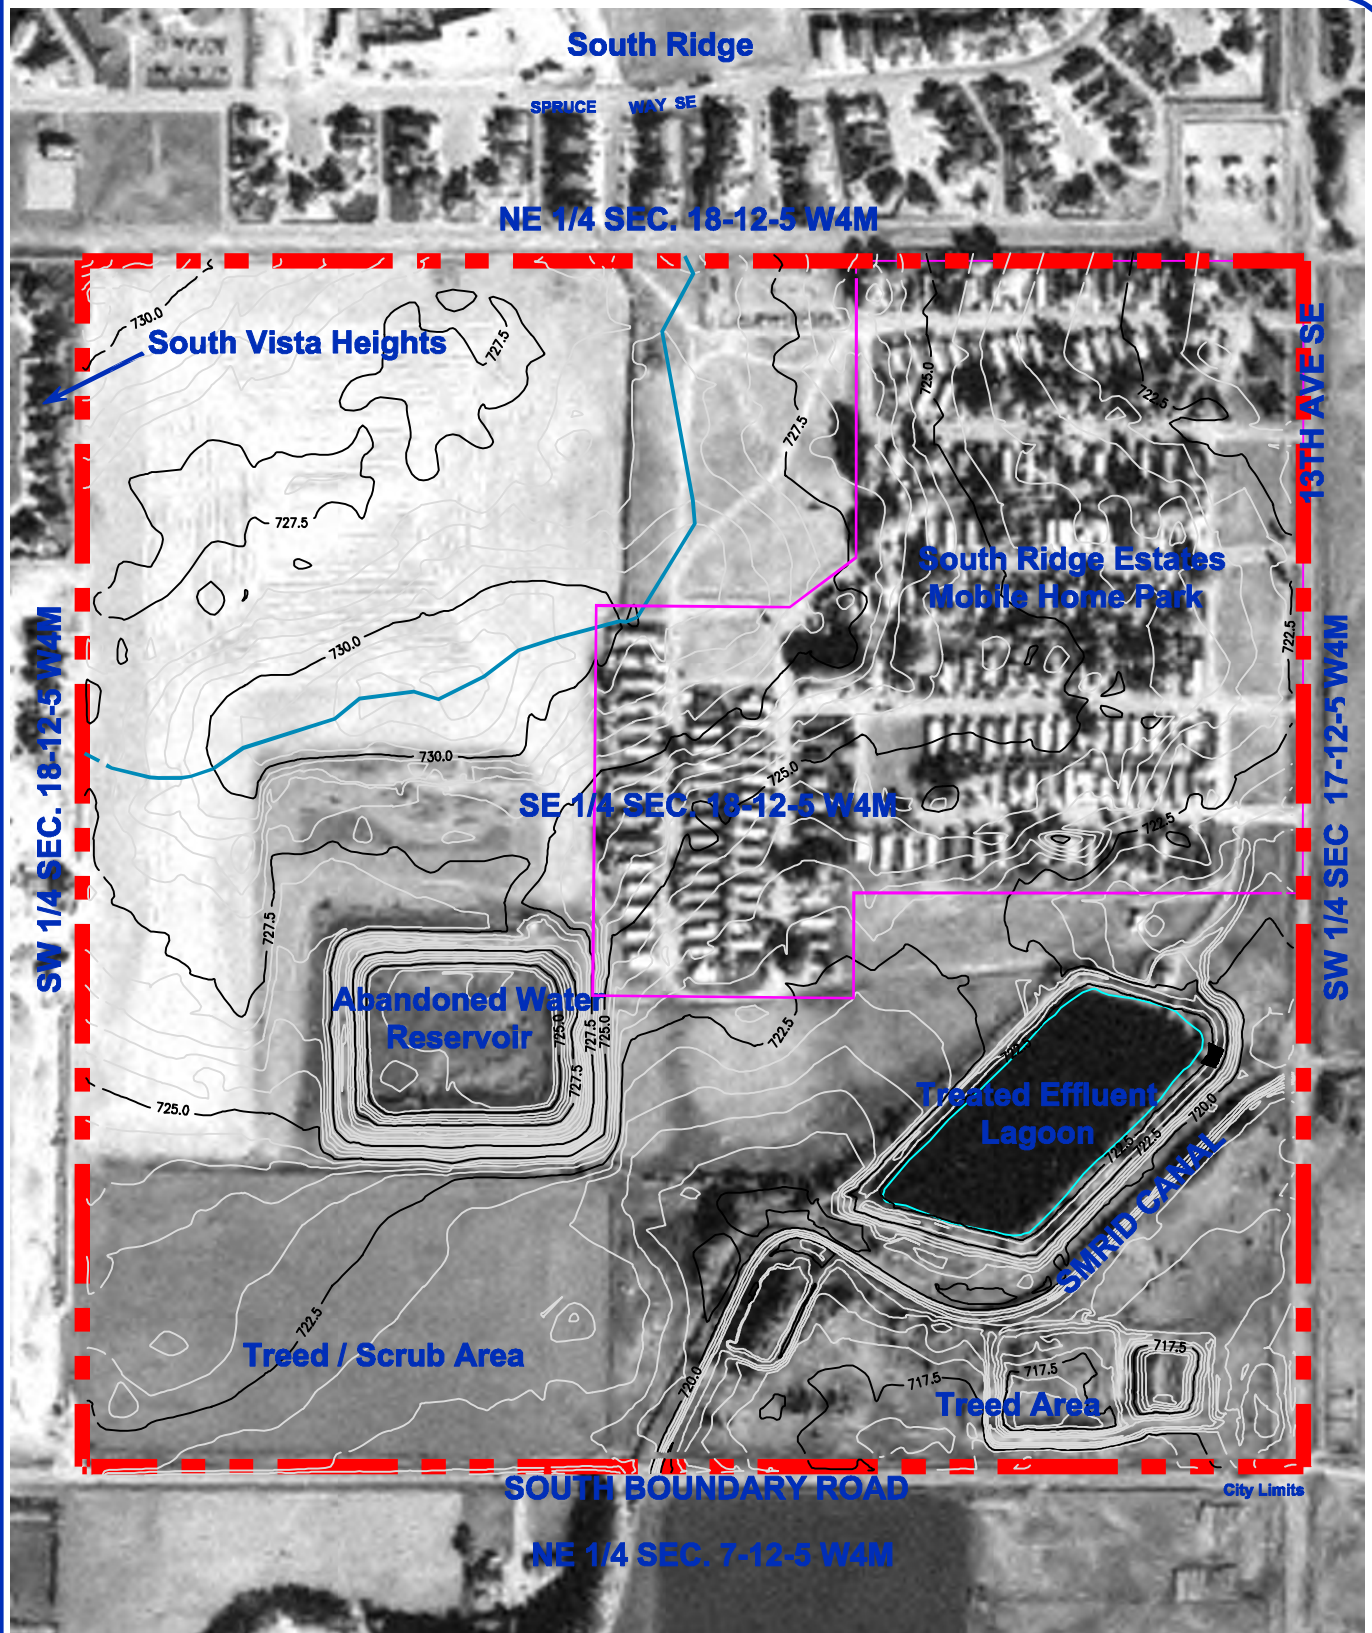 South Ridge
SPRUCE WAY SE
NE 1/4 SEC. 18-12-5 W4M
730.0
South Vista Heights
727.5
725.0
722.5
13TH AVE SE
727.5
727.5
South Ridge Estates
Mobile Home Park
722.5
730.0
SW 1/4 SEC. 18-12-5 W4M
SW 1/4 SEC 17-12-5 W4M
730.0
725.0
SE 1/4 SEC. 18-12-5 W4M
722.5
727.5
Abandoned Water
Reservoir
725.0
727.5
725.0
722.5
727.5
725.0
Treated Effluent
Lagoon
720.0
722.5
722.5
SMRID CANAL
722.5
Treed / Scrub Area
720.0
717.5
717.5
717.5
Treed Area
SOUTH BOUNDARY ROAD
City Limits
NE 1/4 SEC. 7-12-5 W4M